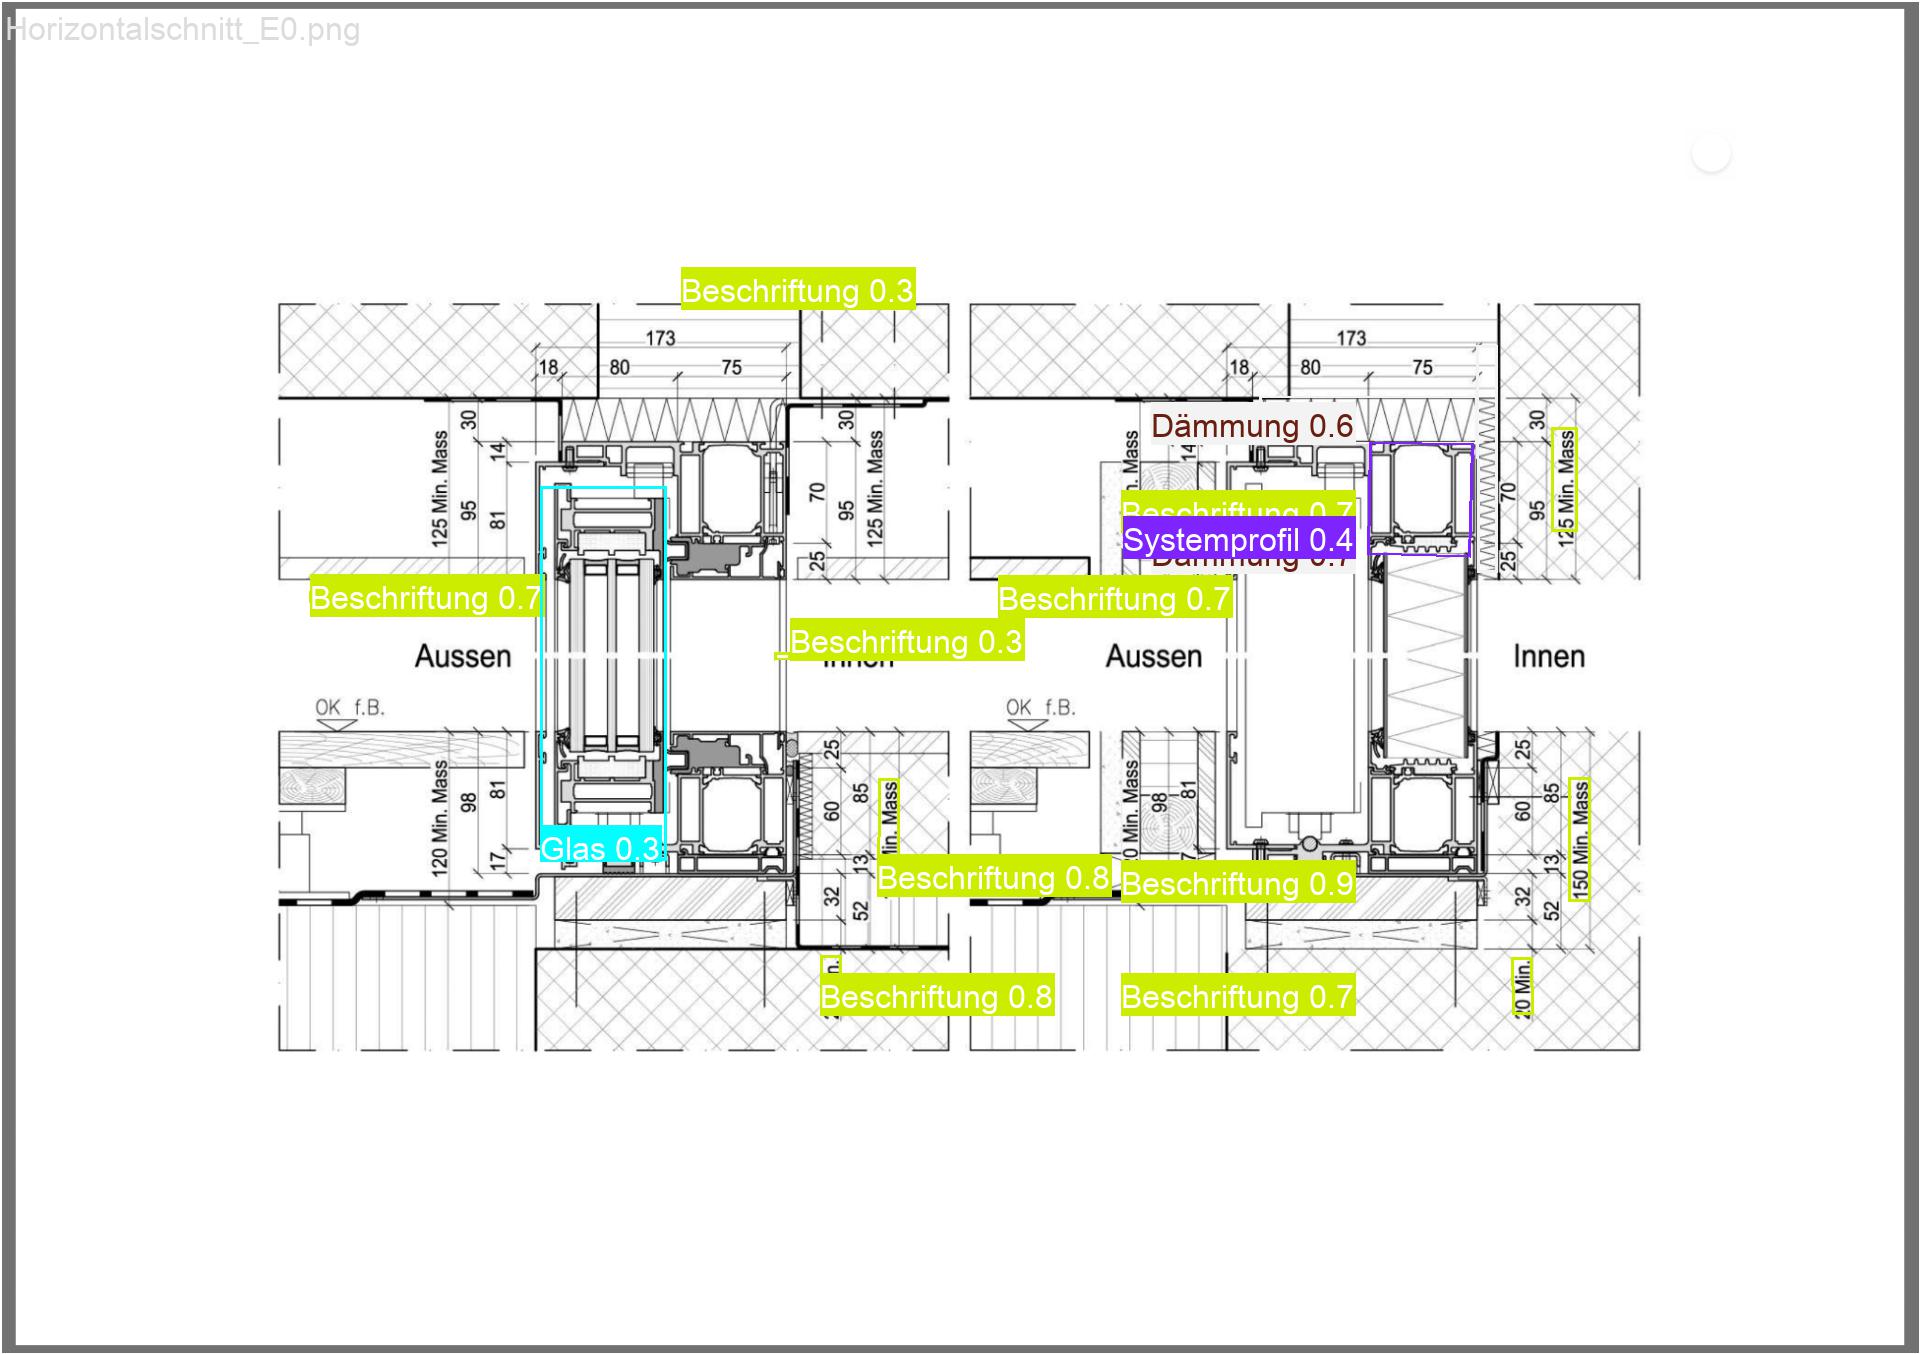 Horizontalschnitt_E0.png
Beschriftung 0.3
173
18 80 75
173
18 80 75
30
14
125 Min. Mass
95
81
30
70
95
125 Min. Mass
25
Dämmung 0.6
14
Beschriftung 0.7
Systemprofil 0.4
Dämmung 0.7
30
70
95
125 Min. Mass
25
Beschriftung 0.7
Beschriftung 0.7
Beschriftung 0.3
Aussen
Innen
Aussen
Innen
OK f.B.
OK f.B.
120 Min. Mass
98
81
17
Glas 0.3
25
85
60
13
32
52
Min. Mass
Beschriftung 0.8
Min. Mass
98
81
Beschriftung 0.9
25
85
60
13
32
52
150 Min. Mass
Beschriftung 0.8
Beschriftung 0.7
20 Min.